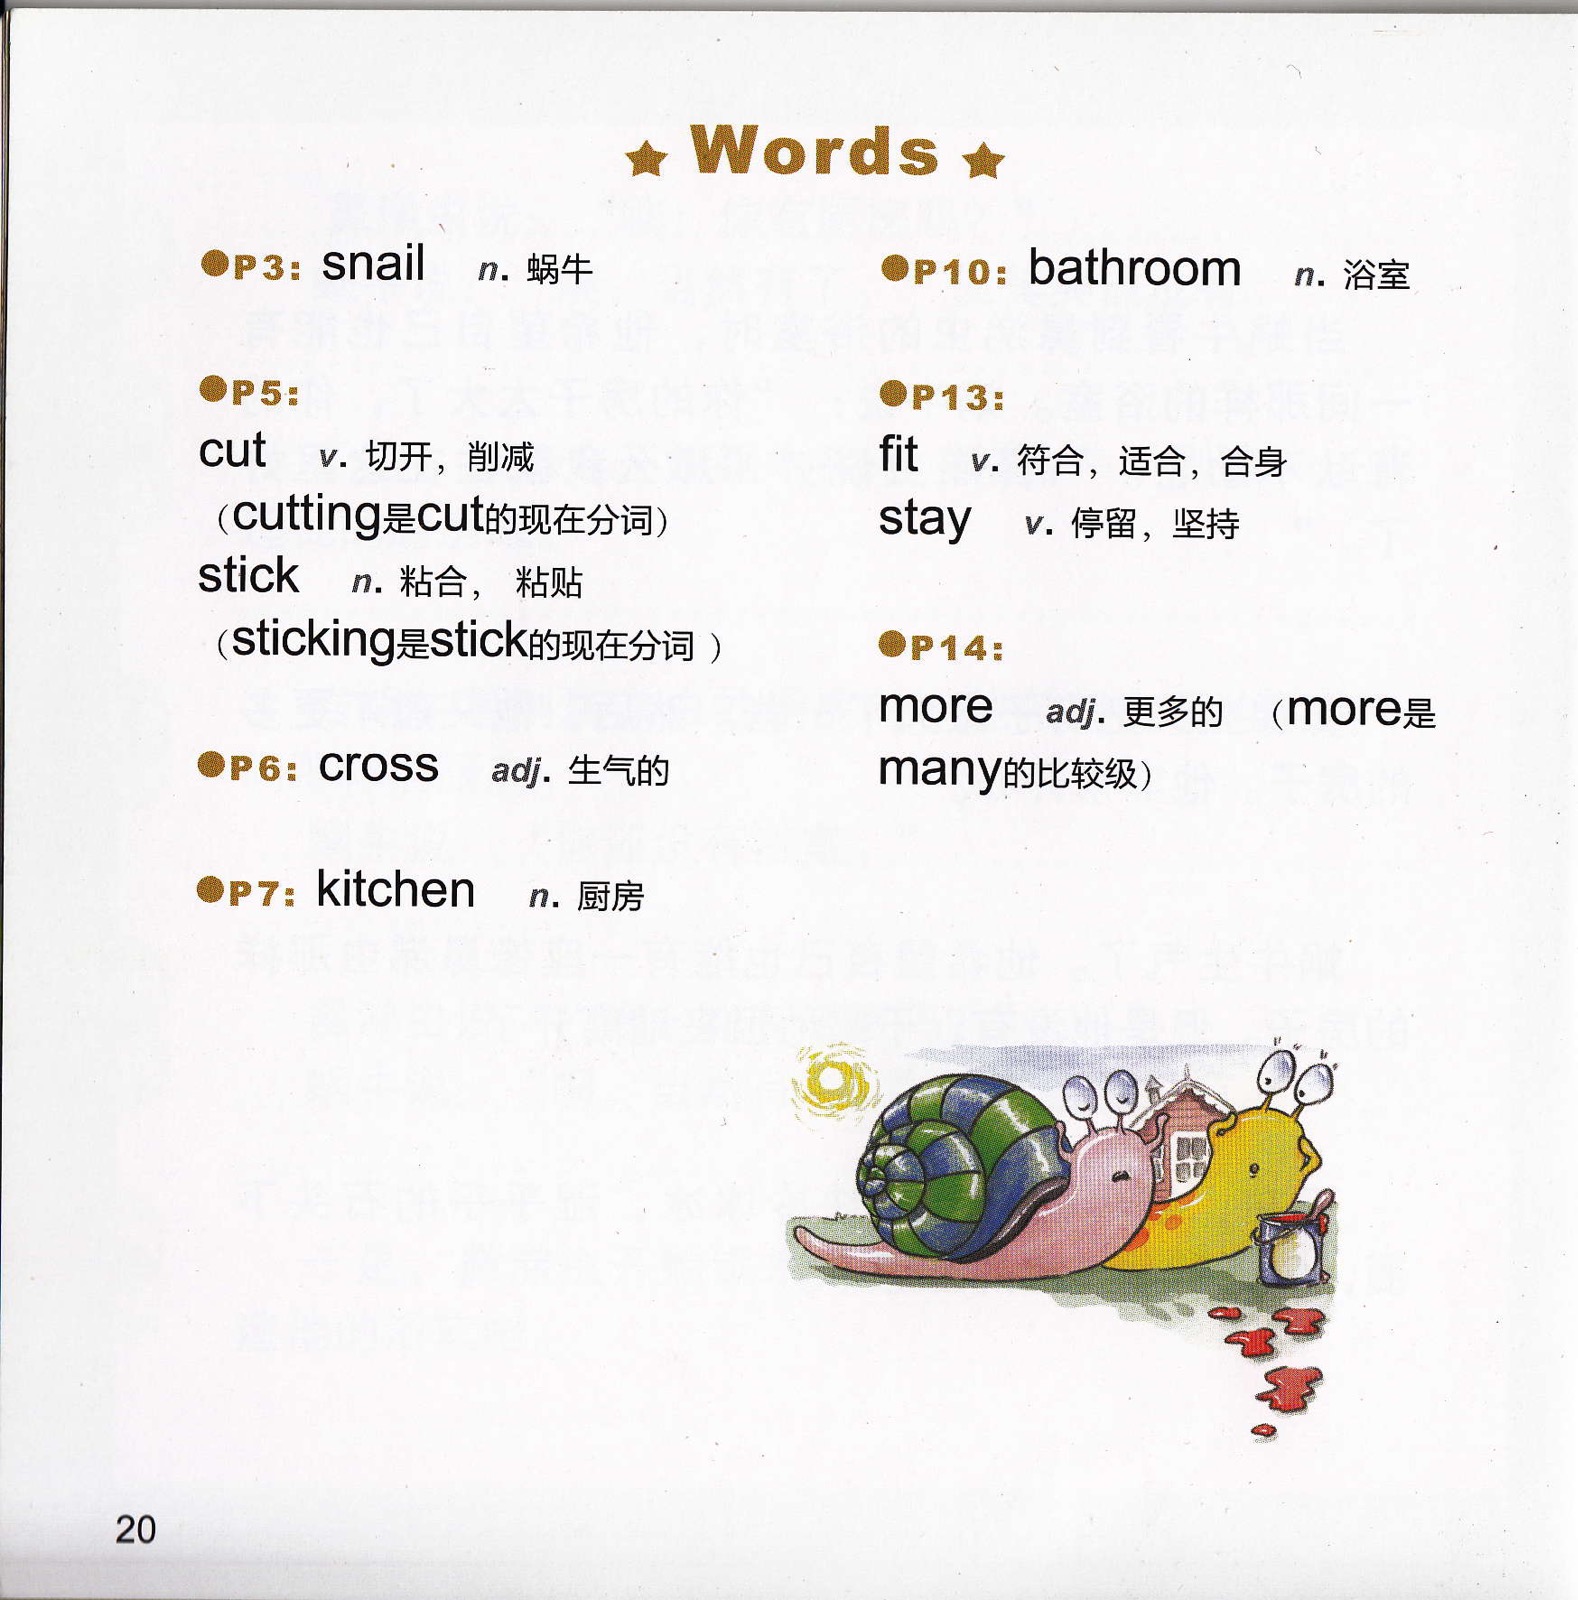 Words
P3: snail n. 蜗牛
P5:
cut v. 切开，削减
（cutting是cut的现在分词）
stick n. 粘合， 粘贴
（sticking是stick的现在分词 ）
P6: cross adj. 生气的
P7: kitchen n. 厨房
P10: bathroom n. 浴室
P13:
fit v. 符合，适合，合身
stay v. 停留，坚持
P14:
more adj. 更多的 （more是
many的比较级）
20